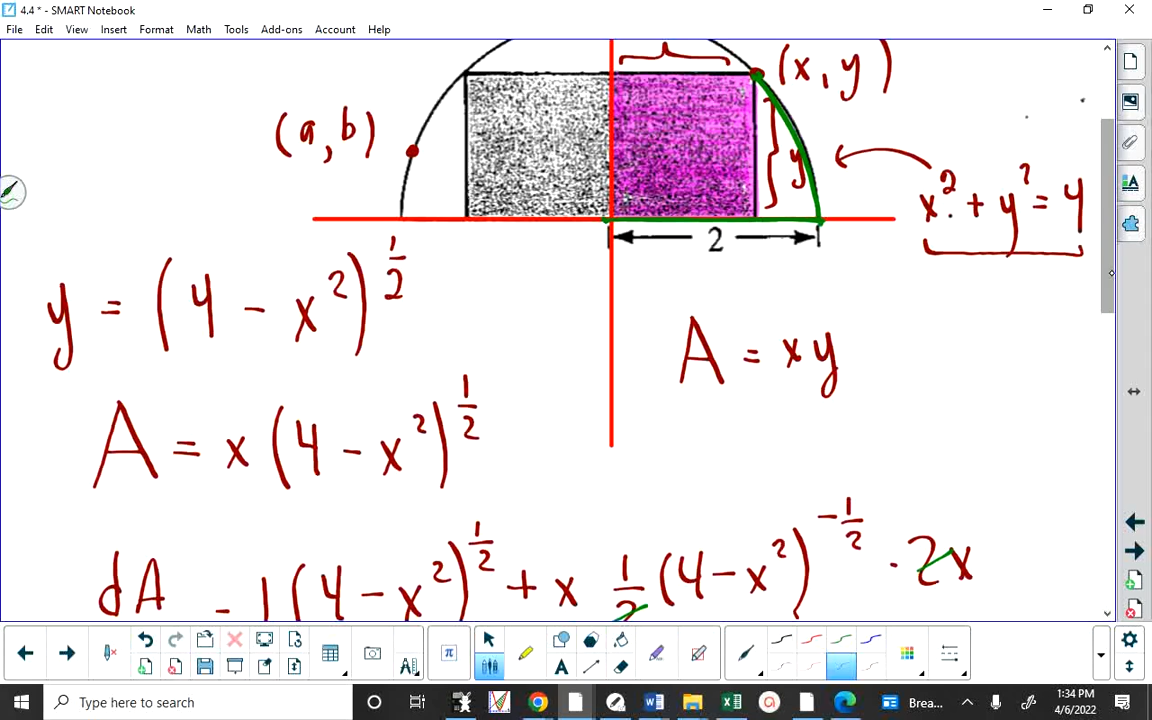 4.4 * - SMART Notebook
File Edit View Insert Format Math Tools Add-ons Account Help
(x, y)
(a, b)
y
x² + y² = 4
2
y = (4 - x²)^1/2
A = xy
A = x(4 - x²)^1/2
dA - 1(4 - x²)^1/2 + x 1/2 (4 - x²)^-1/2 · 2x
π
A
Type here to search
Brea...
1:34 PM
4/6/2022